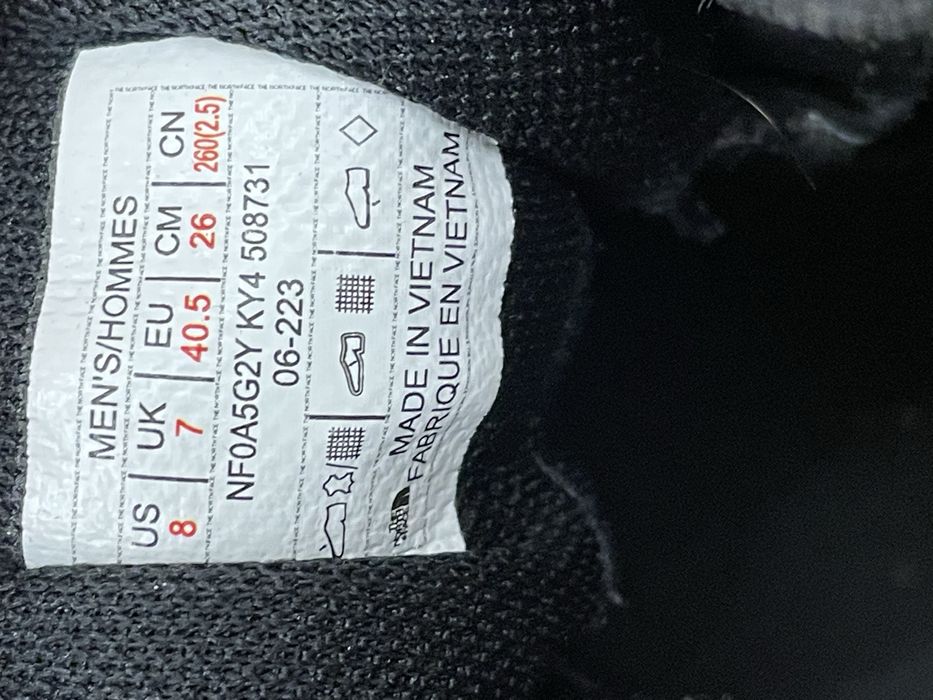 MEN'S/HOMMES
US | UK | EU | CM | CN
8 | 7 | 40.5 | 26 | 260(2.5)
NF0A5G2Y KY4 508731
06-223
MADE IN VIETNAM
FABRIQUE EN VIETNAM